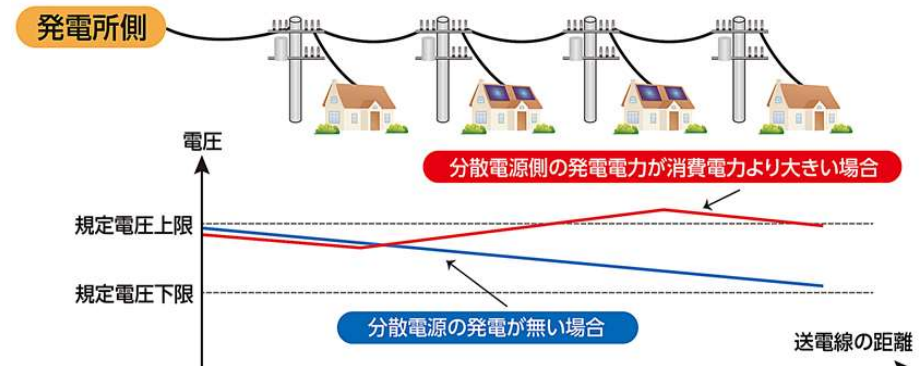 発電所側
電圧
分散電源側の発電電力が消費電力より大きい場合
規定電圧上限
規定電圧下限
分散電源の発電が無い場合
送電線の距離